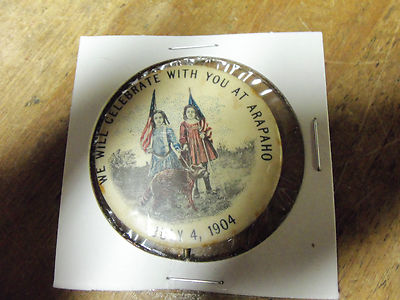 WE WILL CELEBRATE WITH YOU AT ARAPAHO
JULY 4, 1904